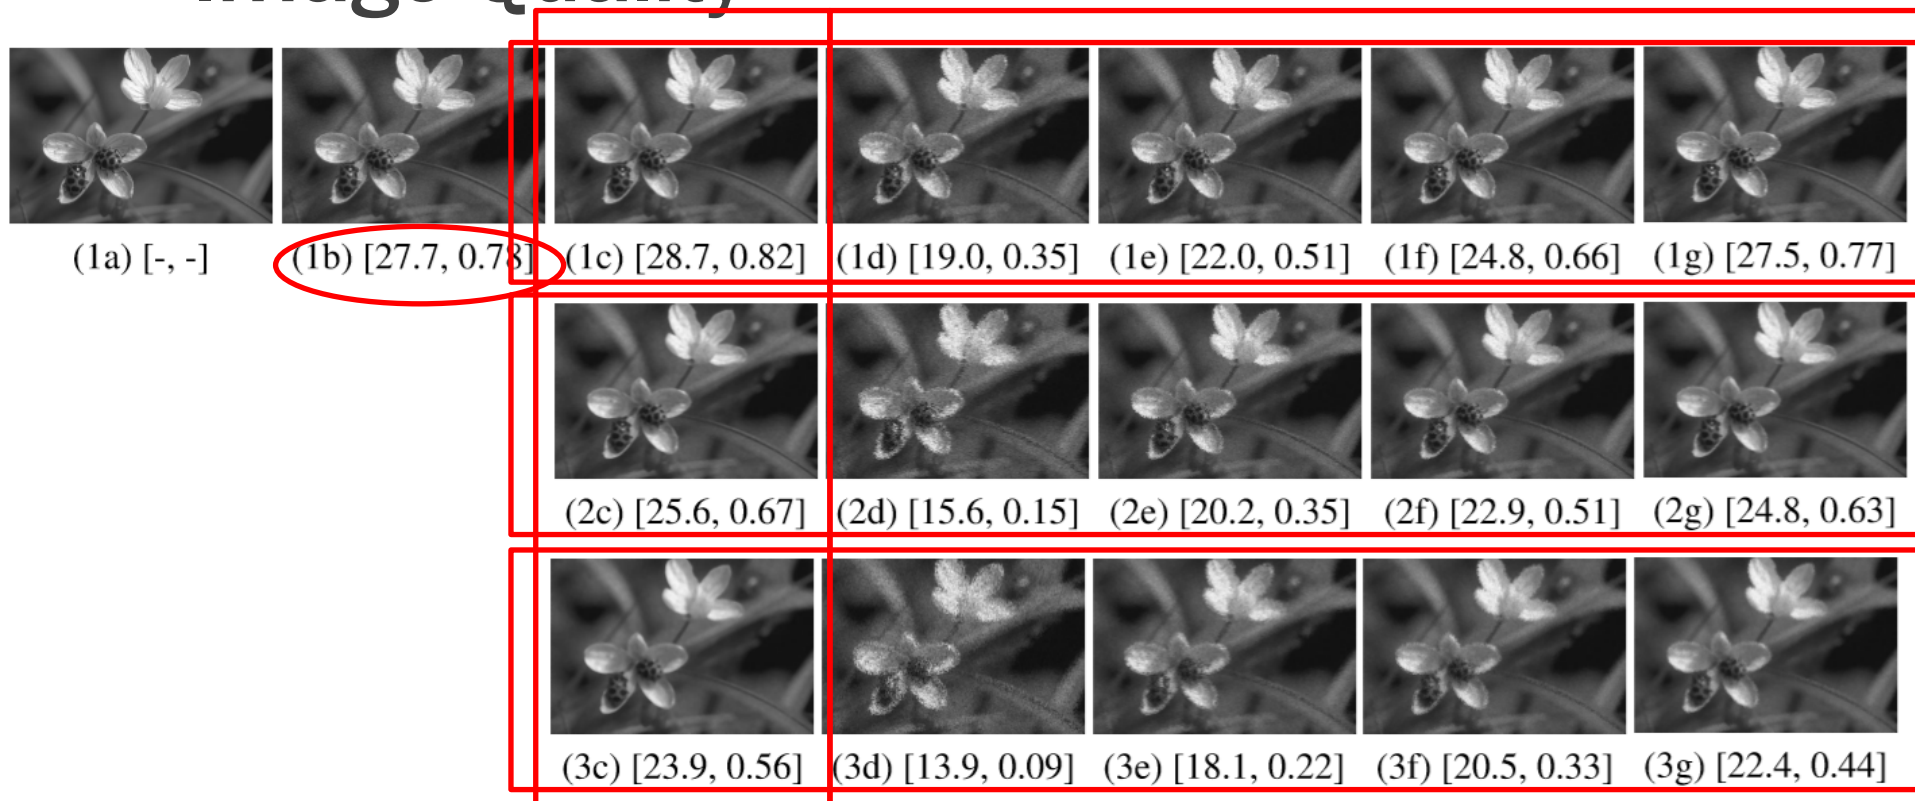 Image Quality
(1a) [-, -] (1b) [27.7, 0.78] (1c) [28.7, 0.82] (1d) [19.0, 0.35] (1e) [22.0, 0.51] (1f) [24.8, 0.66] (1g) [27.5, 0.77]
(2c) [25.6, 0.67] (2d) [15.6, 0.15] (2e) [20.2, 0.35] (2f) [22.9, 0.51] (2g) [24.8, 0.63]
(3c) [23.9, 0.56] (3d) [13.9, 0.09] (3e) [18.1, 0.22] (3f) [20.5, 0.33] (3g) [22.4, 0.44]